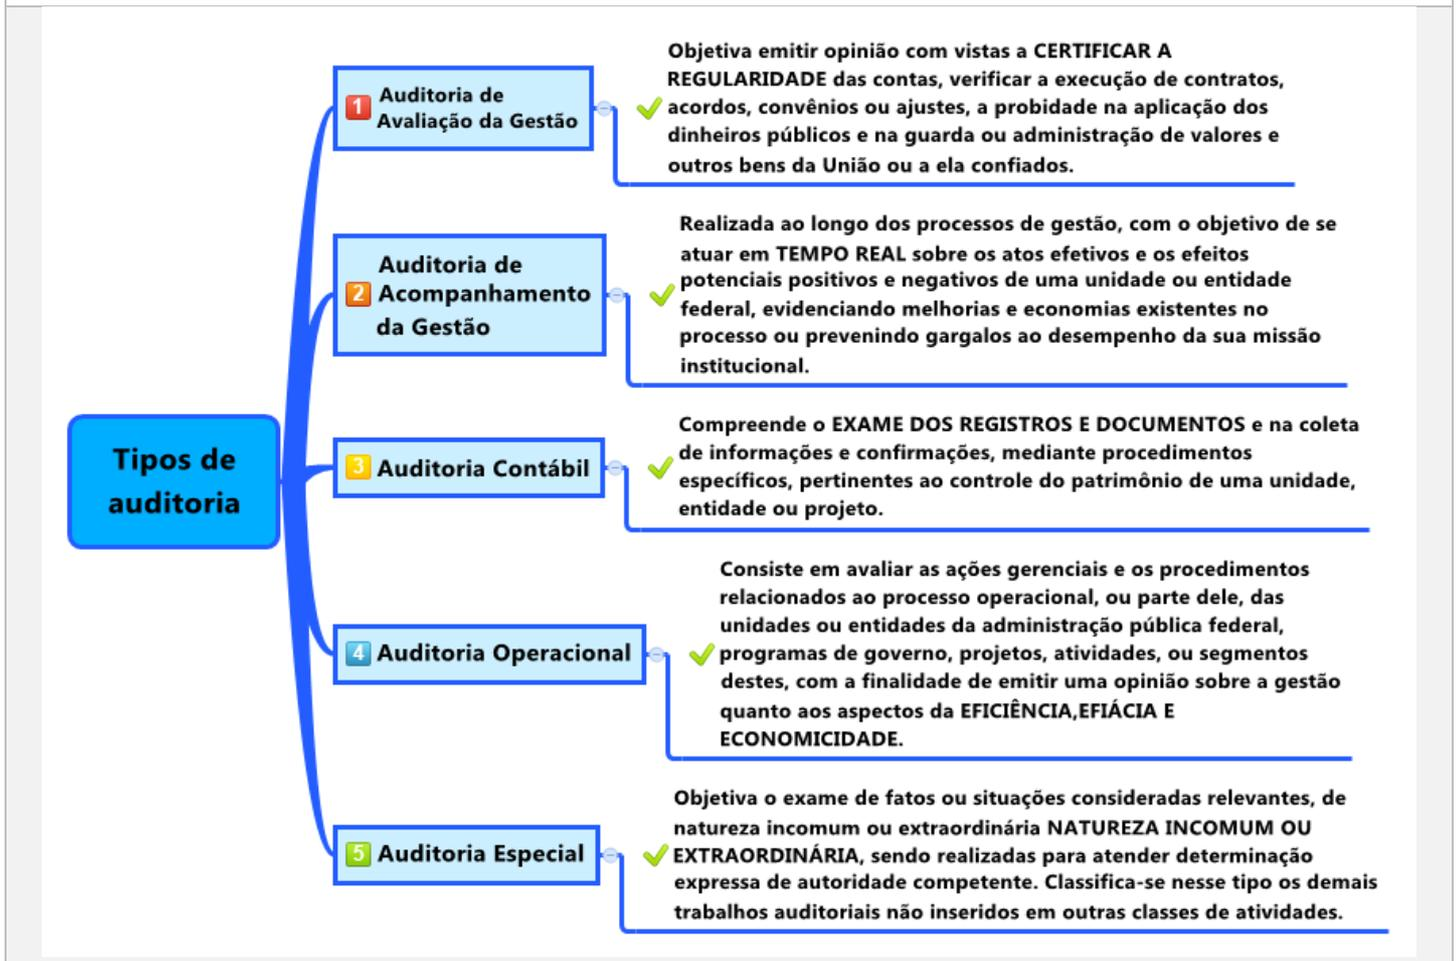 Tipos de
auditoria
1 Auditoria de
Avaliação da Gestão
Objetiva emitir opinião com vistas a CERTIFICAR A
REGULARIDADE das contas, verificar a execução de contratos,
acordos, convênios ou ajustes, a probidade na aplicação dos
dinheiros públicos e na guarda ou administração de valores e
outros bens da União ou a ela confiados.
2 Auditoria de
Acompanhamento
da Gestão
Realizada ao longo dos processos de gestão, com o objetivo de se
atuar em TEMPO REAL sobre os atos efetivos e os efeitos
potenciais positivos e negativos de uma unidade ou entidade
federal, evidenciando melhorias e economias existentes no
processo ou prevenindo gargalos ao desempenho da sua missão
institucional.
3 Auditoria Contábil
Compreende o EXAME DOS REGISTROS E DOCUMENTOS e na coleta
de informações e confirmações, mediante procedimentos
específicos, pertinentes ao controle do patrimônio de uma unidade,
entidade ou projeto.
4 Auditoria Operacional
Consiste em avaliar as ações gerenciais e os procedimentos
relacionados ao processo operacional, ou parte dele, das
unidades ou entidades da administração pública federal,
programas de governo, projetos, atividades, ou segmentos
destes, com a finalidade de emitir uma opinião sobre a gestão
quanto aos aspectos da EFICIÊNCIA,EFIÁCIA E
ECONOMICIDADE.
5 Auditoria Especial
Objetiva o exame de fatos ou situações consideradas relevantes, de
natureza incomum ou extraordinária NATUREZA INCOMUM OU
EXTRAORDINÁRIA, sendo realizadas para atender determinação
expressa de autoridade competente. Classifica-se nesse tipo os demais
trabalhos auditoriais não inseridos em outras classes de atividades.